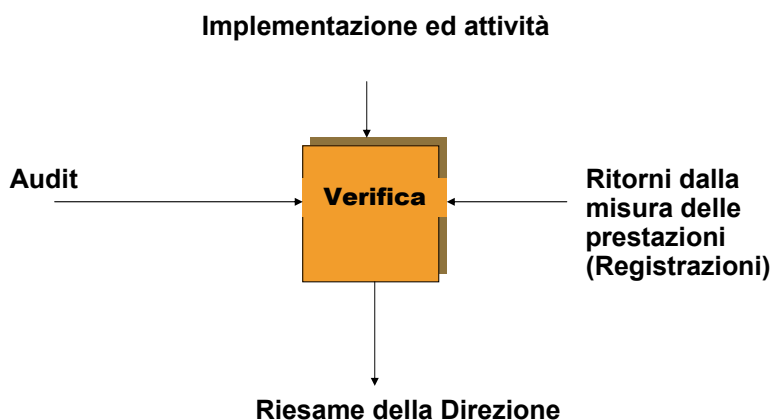 Implementazione ed attività
Audit
Verifica
Ritorni dalla
misura delle
prestazioni
(Registrazioni)
Riesame della Direzione